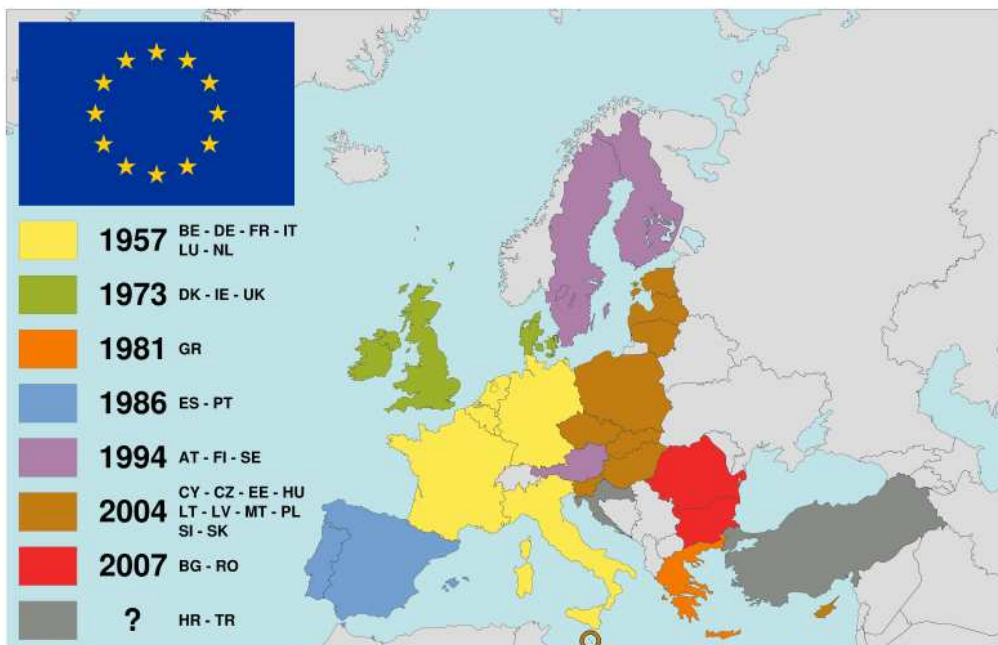 1957 BE - DE - FR - IT
LU - NL
1973 DK - IE - UK
1981 GR
1986 ES - PT
1994 AT - FI - SE
2004 CY - CZ - EE - HU
LT - LV - MT - PL
SI - SK
2007 BG - RO
? HR - TR